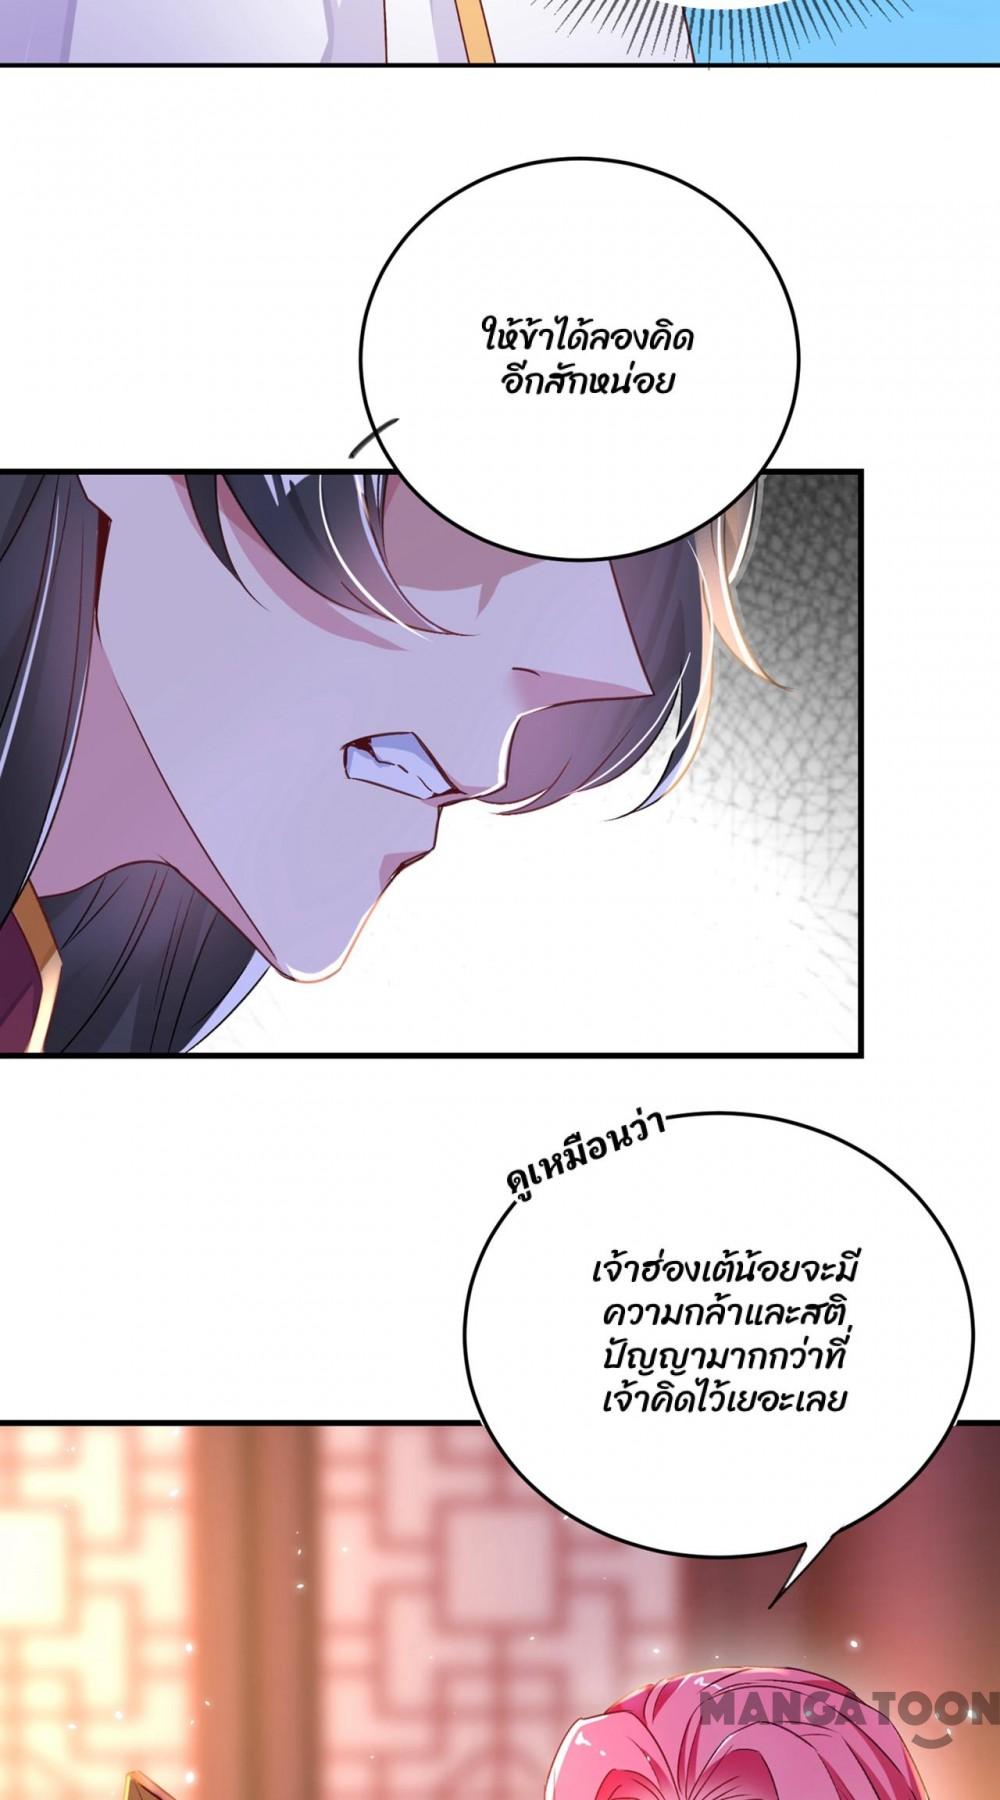 ให้ข้าได้ลองคิด
อีกสักหน่อย
ดูเหมือนว่า
เจ้าฮ่องเต้น้อยจะมี
ความกล้าและสติ
ปัญญามากกว่าที่
เจ้าคิดไว้เยอะเลย
MANGATOON